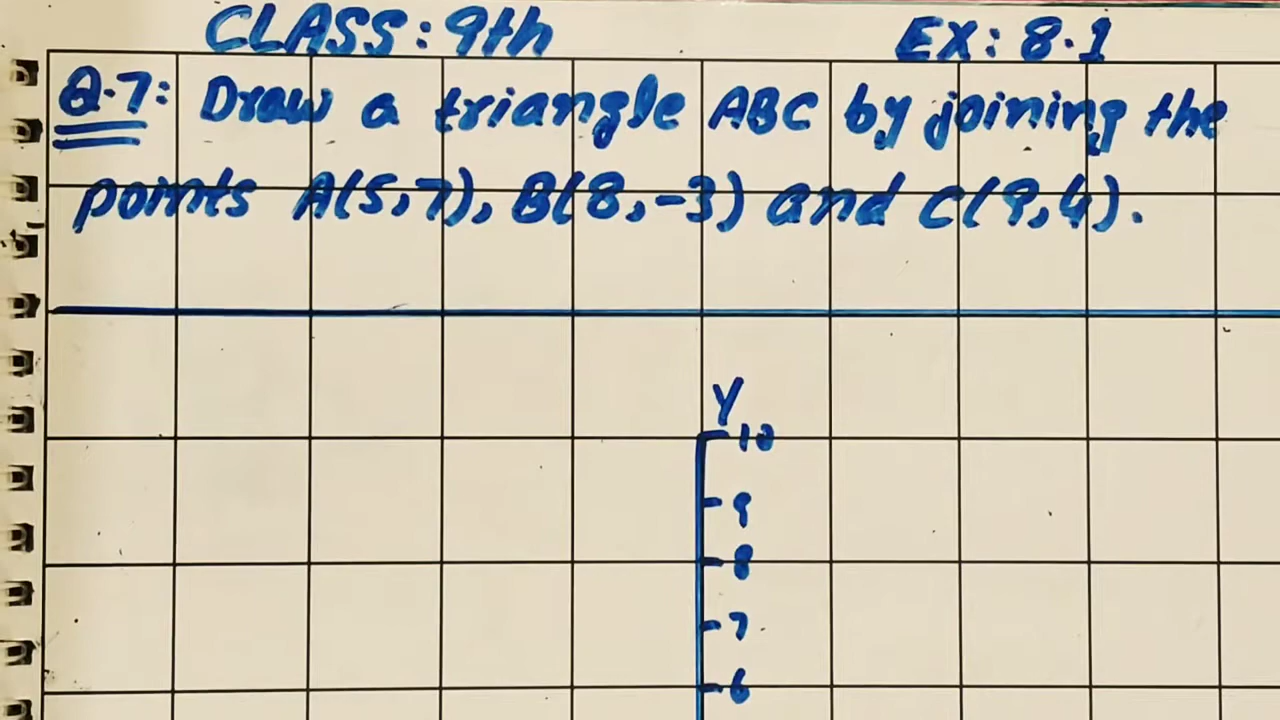 CLASS: 9th
EX: 8.1
Q.7: Draw a triangle ABC by joining the
points A(5,7), B(8,-3) and C(9,4).
Y
10
9
8
7
6